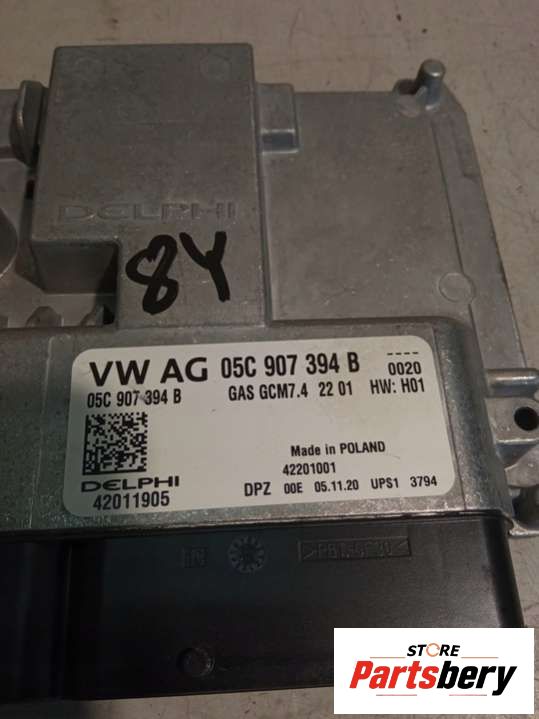 DELPHI
8Y
VW AG 05C 907 394 B ----
0020
05C 907 394 B GAS GCM7.4 22 01 HW: H01
Made in POLAND
42201001
DELPHI
42011905 DPZ 00E 05.11.20 UPS1 3794
STORE
Partsbery